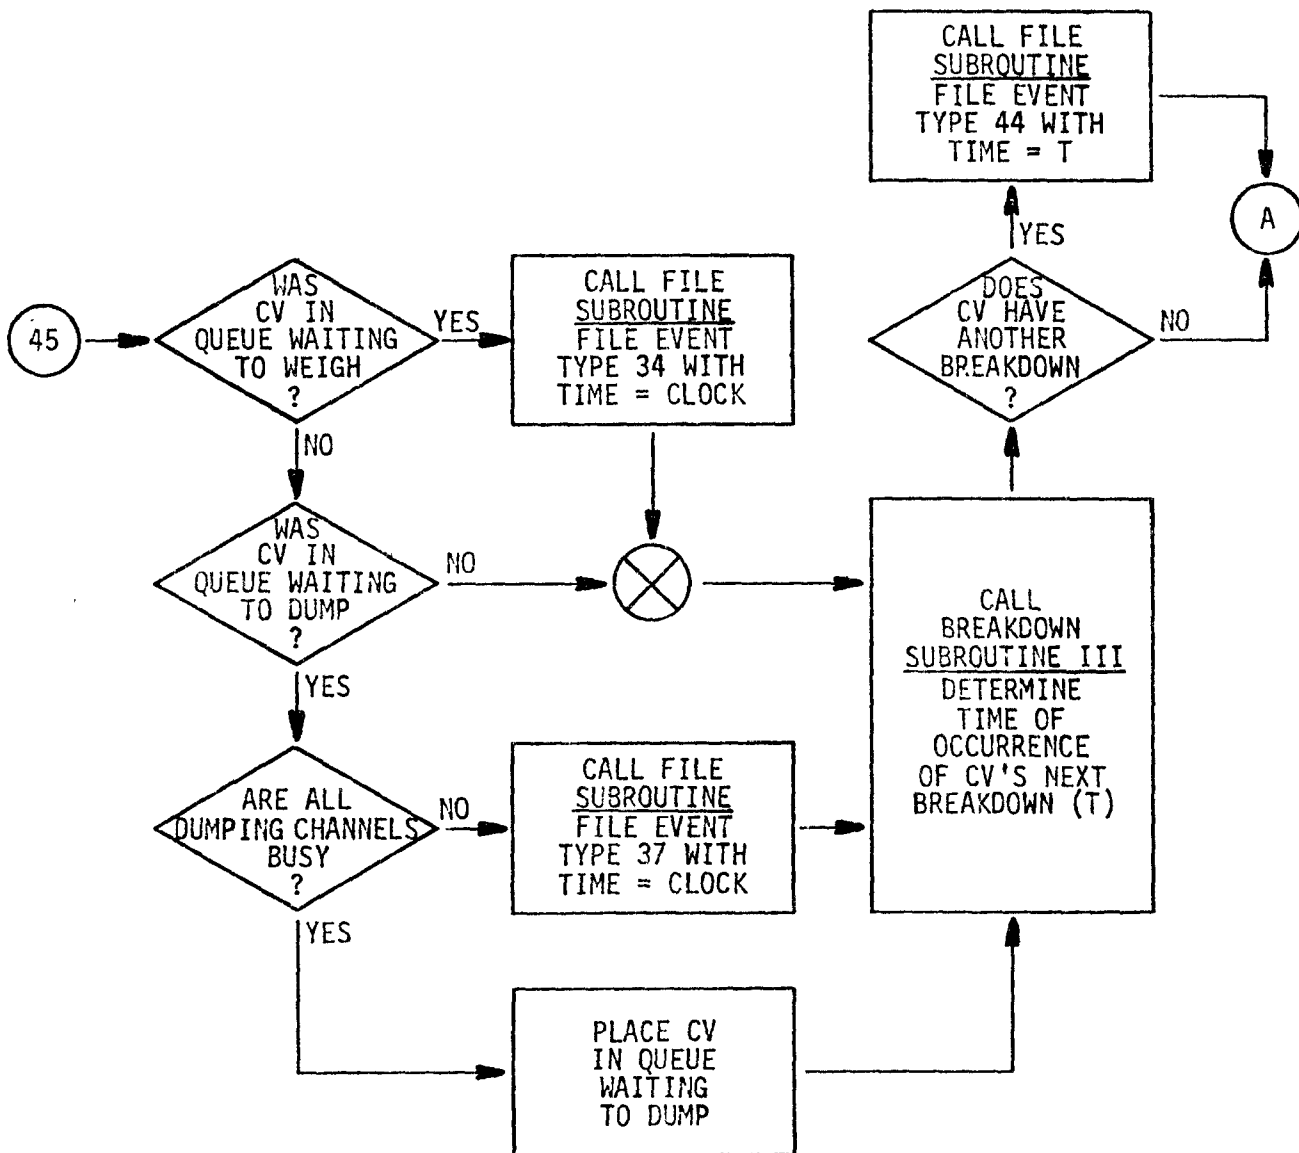 CALL FILE
SUBROUTINE
FILE EVENT
TYPE 44 WITH
TIME = T
A
YES
45
WAS
CV IN
QUEUE WAITING
TO WEIGH
?
YES
CALL FILE
SUBROUTINE
FILE EVENT
TYPE 34 WITH
TIME = CLOCK
DOES
CV HAVE
ANOTHER
BREAKDOWN
?
NO
NO
WAS
CV IN
QUEUE WAITING
TO DUMP
?
NO
CALL
BREAKDOWN
SUBROUTINE III
DETERMINE
TIME OF
OCCURRENCE
OF CV'S NEXT
BREAKDOWN (T)
YES
ARE ALL
DUMPING CHANNELS
BUSY
?
NO
CALL FILE
SUBROUTINE
FILE EVENT
TYPE 37 WITH
TIME = CLOCK
YES
PLACE CV
IN QUEUE
WAITING
TO DUMP